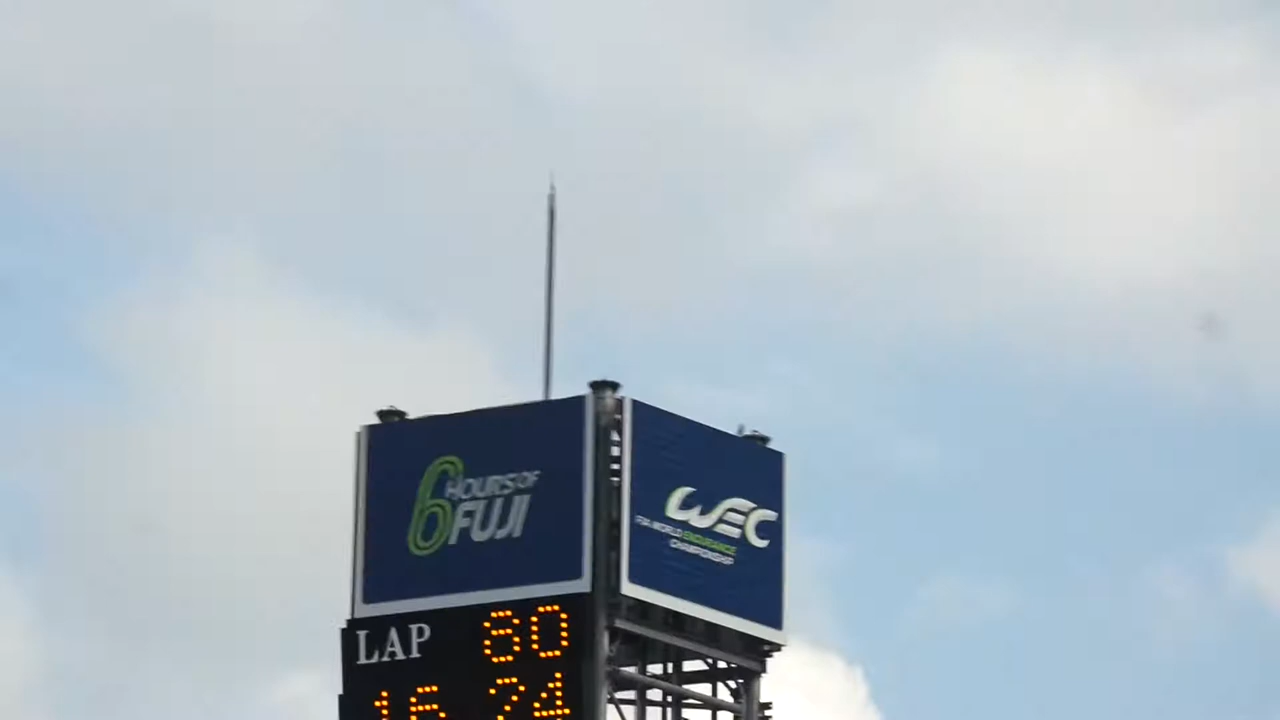 6 HOURS OF
FUJI
WEC
FIA WORLD ENDURANCE
CHAMPIONSHIP
LAP 60
16 24